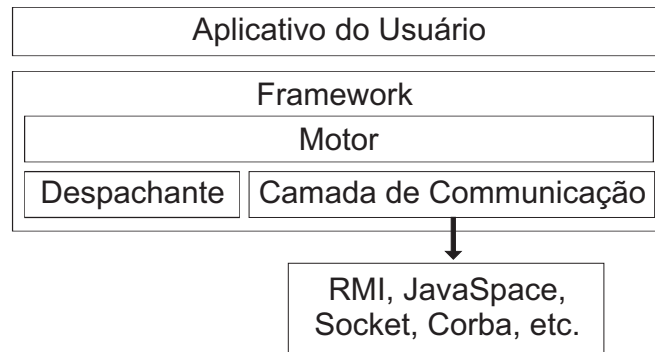 Aplicativo do Usuário
Framework
Motor
Despachante
Camada de Communicação
RMI, JavaSpace,
Socket, Corba, etc.